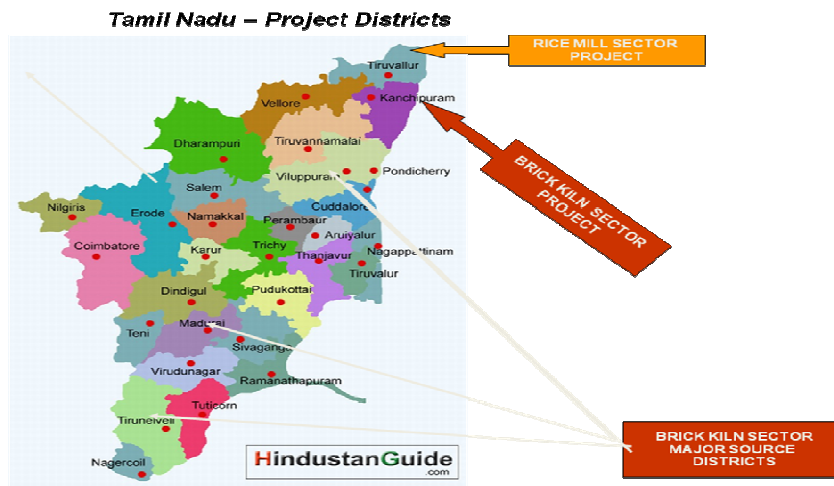 Tamil Nadu – Project Districts
RICE MILL SECTOR
PROJECT
Tiruvallur
Vellore
Kanchipuram
Dharampuri
Tiruvannamalai
BRICK KILN SECTOR
PROJECT
Viluppuram
Pondicherry
Salem
Nilgiris
Erode
Namakkal
Cuddalore
Perambaur
Aruiyalur
Coimbatore
Karur
Trichy
Nagappattinam
Thanjavur
Tiruvalur
Dindigul
Pudukottai
Teni
Madurai
Sivaganga
Virudunagar
Ramanathapuram
Tuticorn
Tirunelveli
Nagercoil
HindustanGuide
.com
BRICK KILN SECTOR
MAJOR SOURCE
DISTRICTS